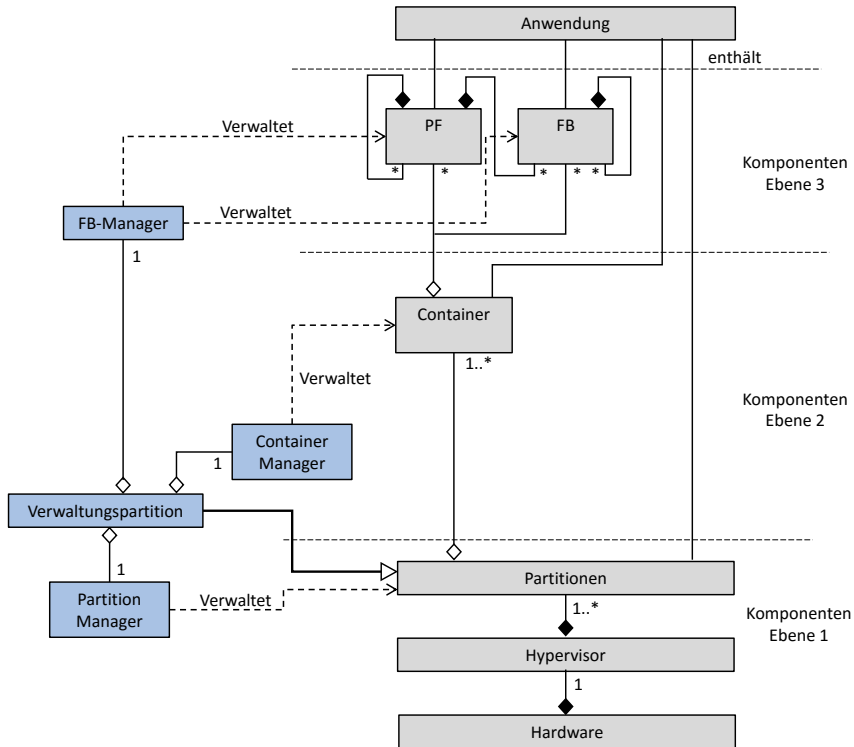 Anwendung
enthält
PF
FB
Verwaltet
*
*
*
*
*
Komponenten
Ebene 3
FB-Manager
Verwaltet
1
Container
1..*
Verwaltet
Komponenten
Ebene 2
Container
Manager
1
Verwaltungspartition
Partitionen
1
Partition
Manager
Verwaltet
1..*
Komponenten
Ebene 1
Hypervisor
1
Hardware